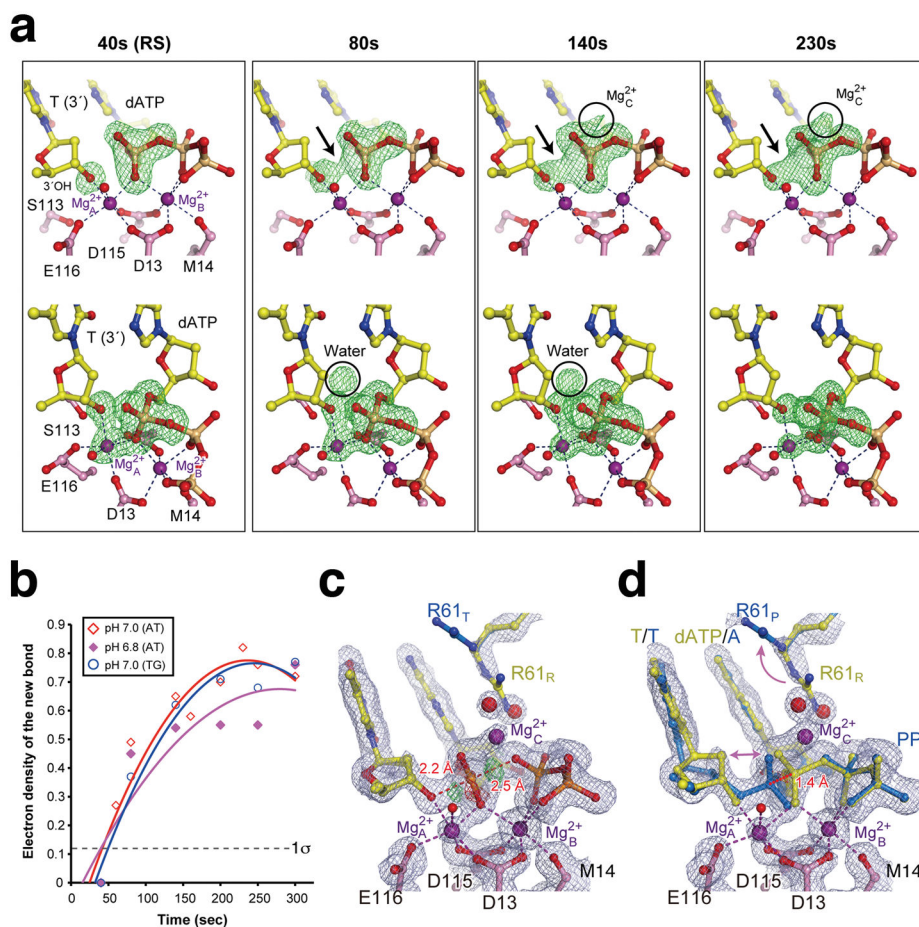 a
40s (RS) 80s 140s 230s
T (3´) dATP
Mg2+C
Mg2+C
3´OH
S113 Mg2+A Mg2+B
D115
E116 D13 M14
T (3´) dATP
Water
Water
S113
E116 Mg2+A Mg2+B
D13 M14
b
Electron density of the new bond
0.9
0.8
0.7
0.6
0.5
0.4
0.3
0.2
0.1
0
pH 7.0 (AT)
pH 6.8 (AT)
pH 7.0 (TG)
1σ
0 50 100 150 200 250 300
Time (sec)
c
R61T
R61R
Mg2+C
2.2 Å
2.5 Å
Mg2+A Mg2+B
D115 M14
E116 D13
d
R61P
T/T dATP/A
R61R
Mg2+C
PPi
1.4 Å
Mg2+A Mg2+B
D115 M14
E116 D13